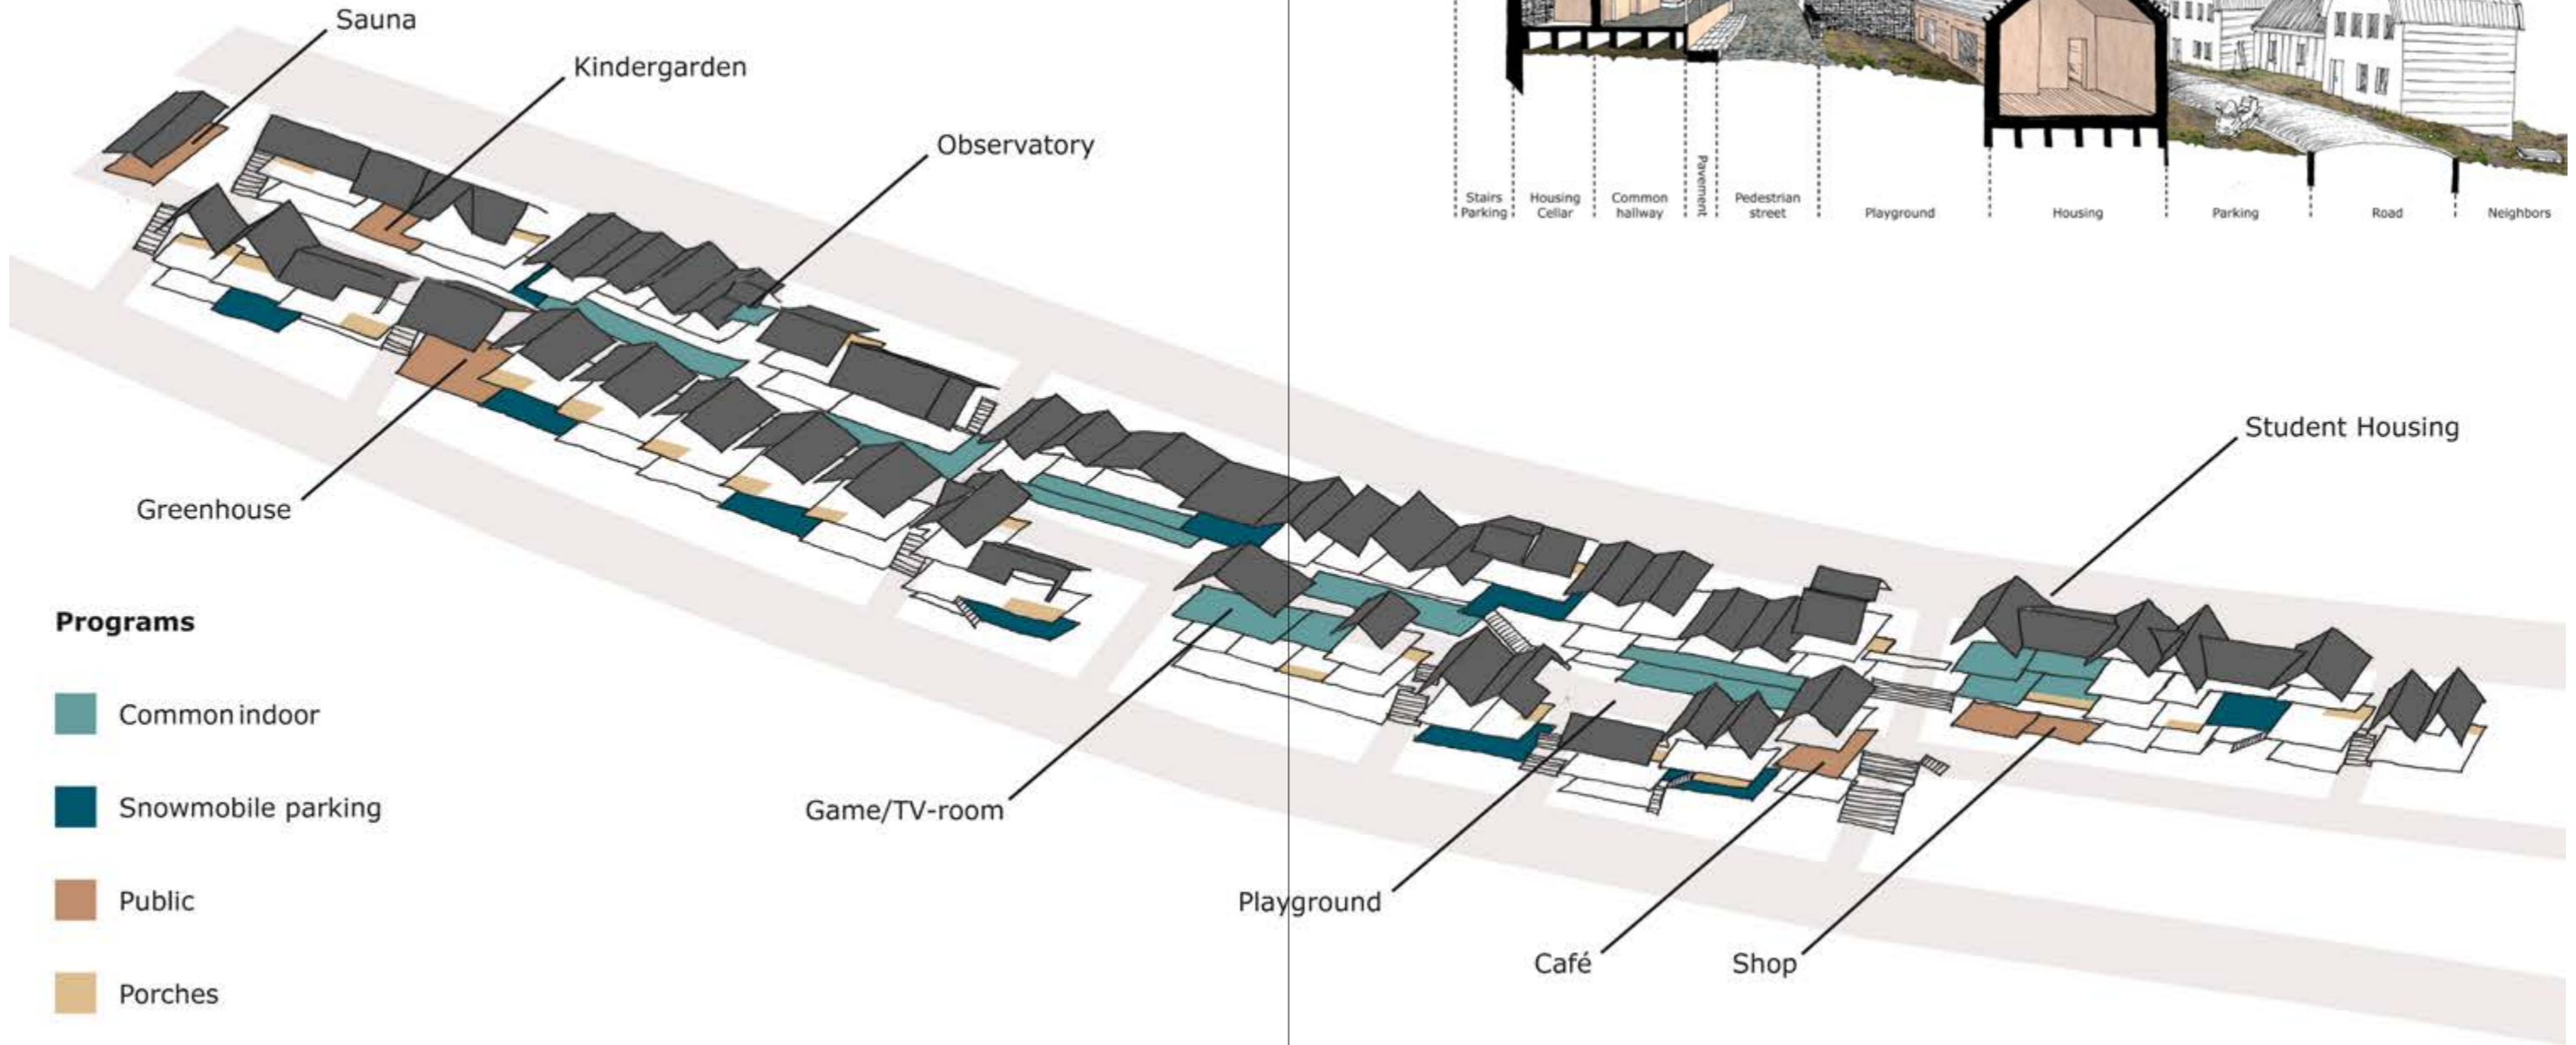 Sauna
Kindergarden
Observatory
Stairs
Parking
Housing
Cellar
Common
hallway
Pavement
Pedestrian
street
Playground
Housing
Parking
Road
Neighbors
Student Housing
Greenhouse
Game/TV-room
Playground
Café
Shop
Programs
Common indoor
Snowmobile parking
Public
Porches